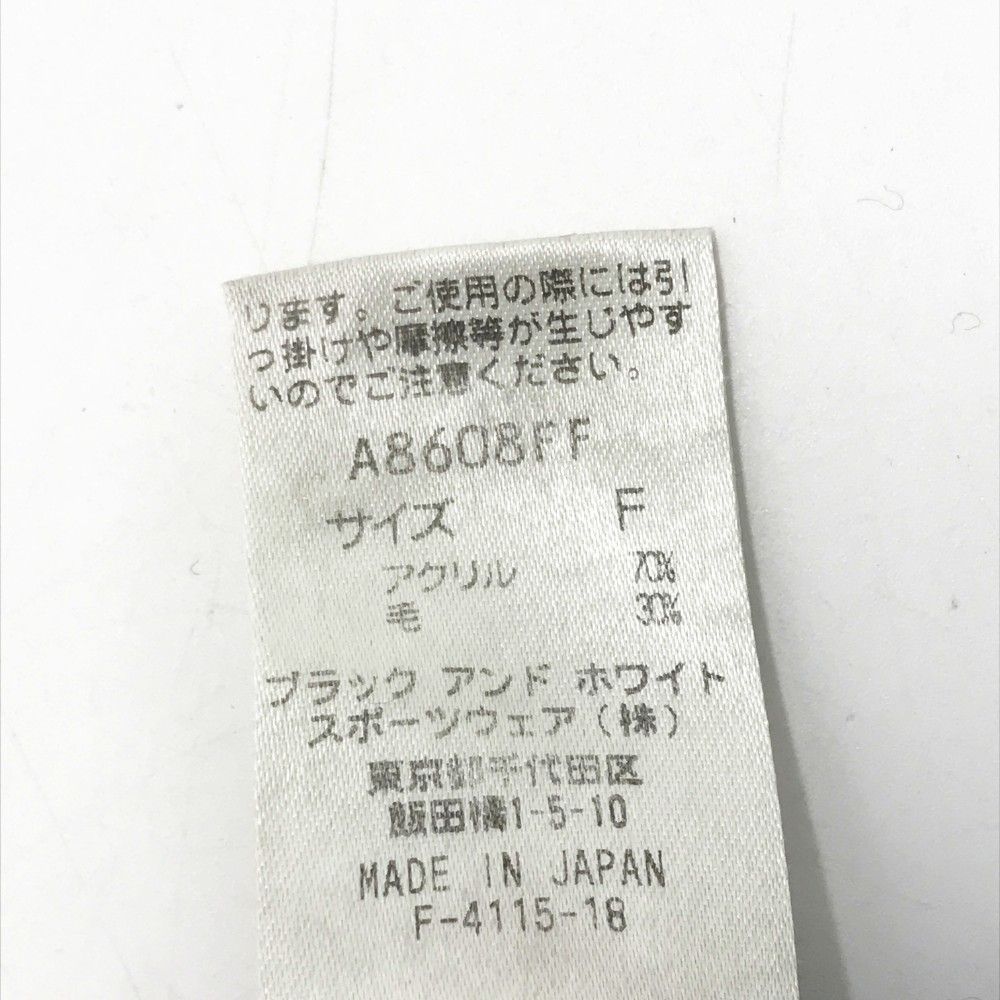 ります。ご使用の際には引
っ掛けや摩擦等が生じやす
いのでご注意ください。
A8608FF
サイズ F
アクリル 70%
毛 30%
ブラック アンド ホワイト
スポーツウェア(株)
東京都千代田区
飯田橋1-5-10
MADE IN JAPAN
F-4115-18